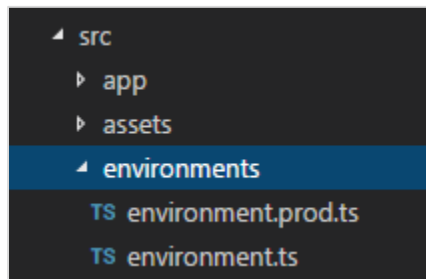 src
app
assets
environments
TS environment.prod.ts
TS environment.ts